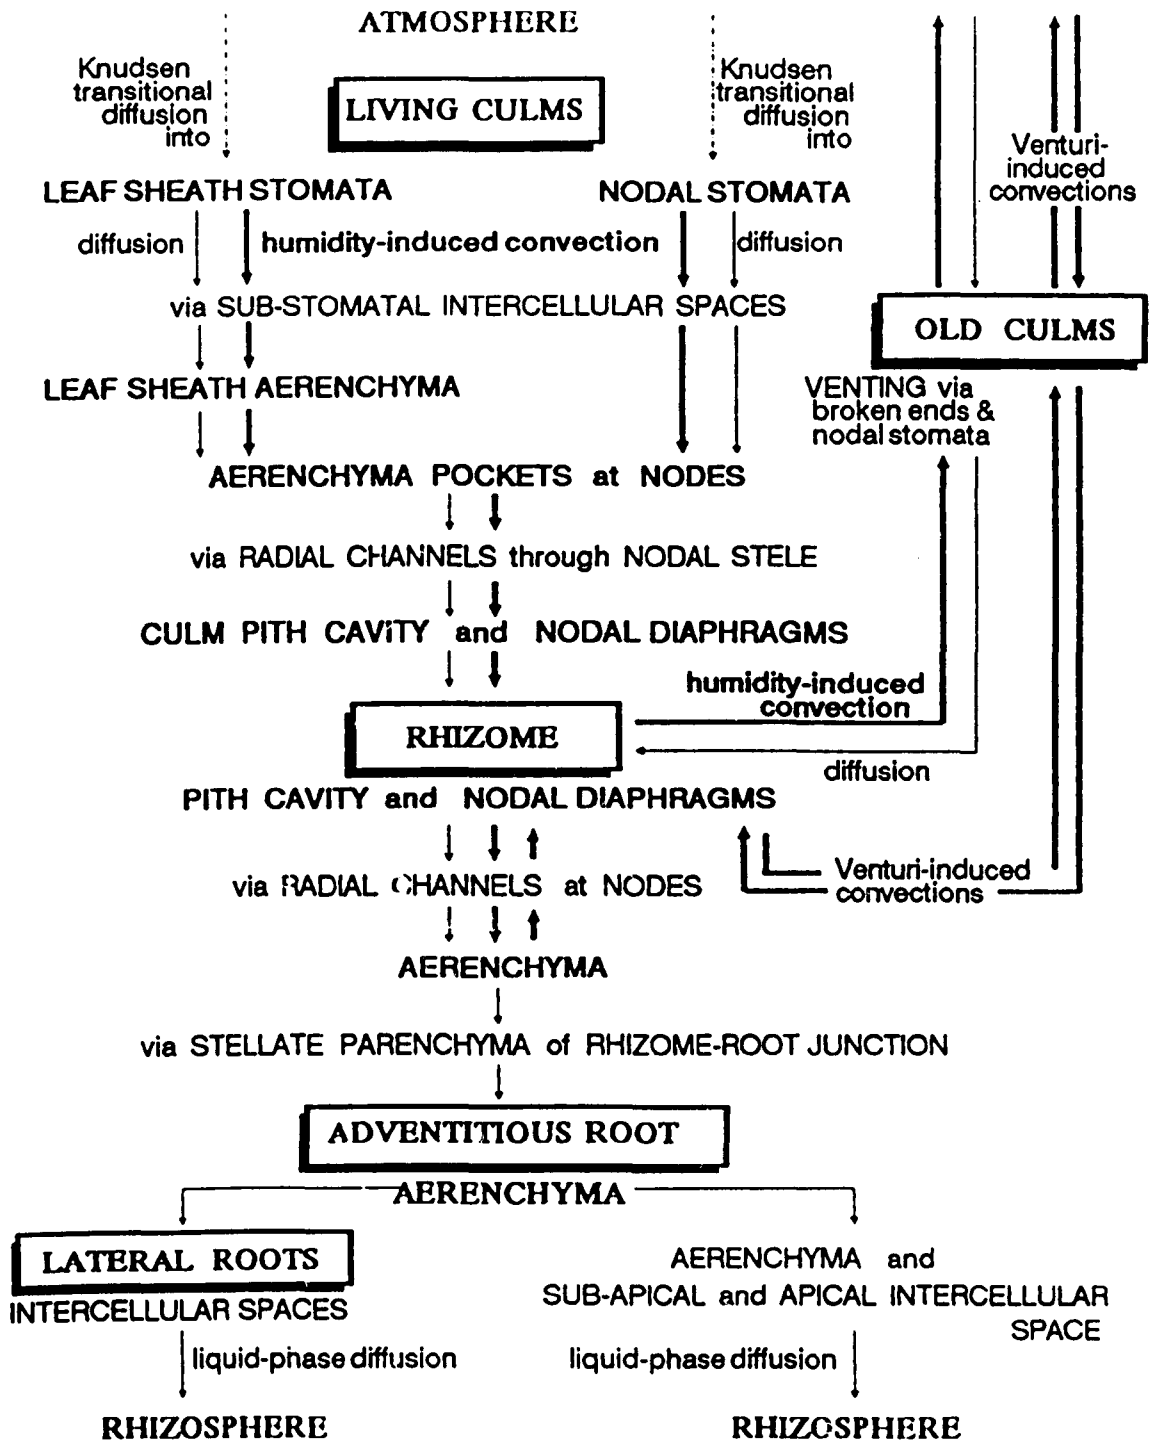 ATMOSPHERE
Knudsen
transitional
diffusion
into
LIVING CULMS
Knudsen
transitional
diffusion
into
Venturi-
induced
convections
LEAF SHEATH STOMATA
NODAL STOMATA
diffusion
humidity-induced convection
diffusion
via SUB-STOMATAL INTERCELLULAR SPACES
OLD CULMS
LEAF SHEATH AERENCHYMA
VENTING via
broken ends &
nodal stomata
AERENCHYMA POCKETS at NODES
via RADIAL CHANNELS through NODAL STELE
CULM PITH CAVITY and NODAL DIAPHRAGMS
humidity-induced
convection
RHIZOME
diffusion
PITH CAVITY and NODAL DIAPHRAGMS
via RADIAL CHANNELS at NODES
Venturi-induced
convections
AERENCHYMA
via STELLATE PARENCHYMA of RHIZOME-ROOT JUNCTION
ADVENTITIOUS ROOT
AERENCHYMA
LATERAL ROOTS
INTERCELLULAR SPACES
AERENCHYMA and
SUB-APICAL and APICAL INTERCELLULAR
SPACE
liquid-phase diffusion
liquid-phase diffusion
RHIZOSPHERE
RHIZOSPHERE